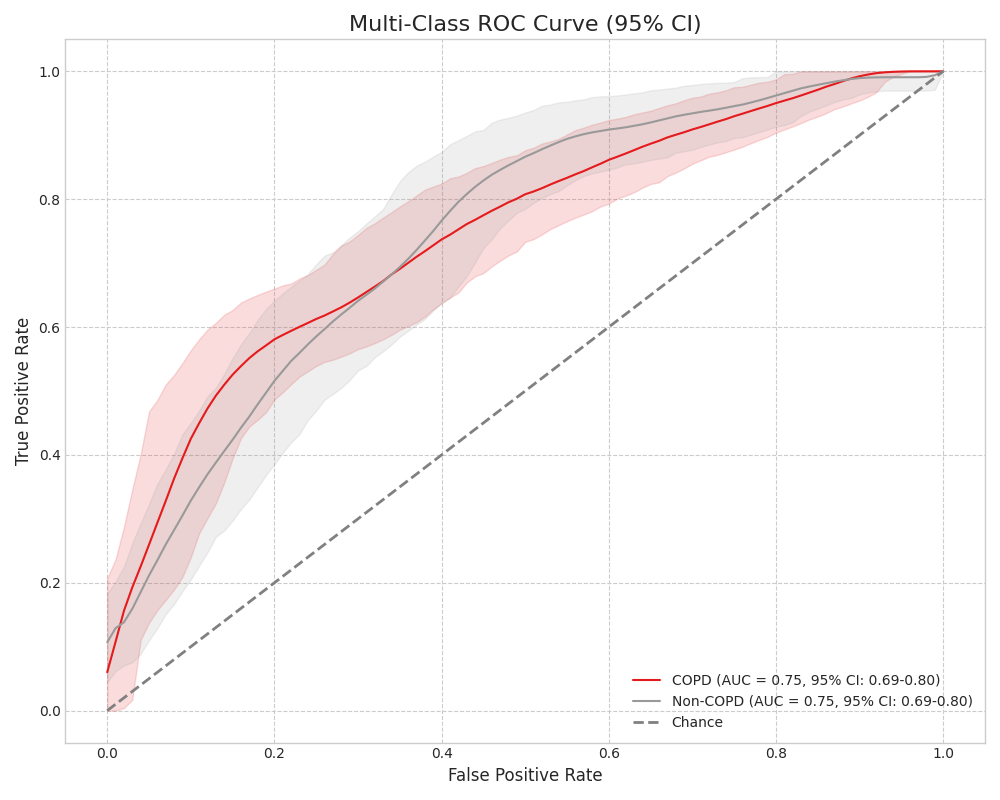 Multi-Class ROC Curve (95% CI)
True Positive Rate
1.0
0.8
0.6
0.4
0.2
0.0
COPD (AUC = 0.75, 95% CI: 0.69-0.80)
Non-COPD (AUC = 0.75, 95% CI: 0.69-0.80)
Chance
0.0 0.2 0.4 0.6 0.8 1.0
False Positive Rate